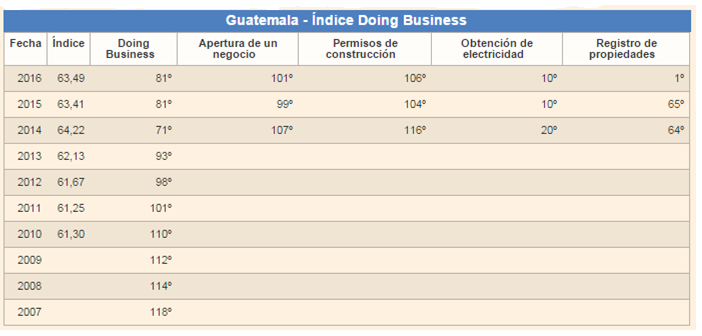 Guatemala - Índice Doing Business
Fecha Índice Doing Business Apertura de un negocio Permisos de construcción Obtención de electricidad Registro de propiedades
2016 63,49 81º 101º 106º 10º 1º
2015 63,41 81º 99º 104º 10º 65º
2014 64,22 71º 107º 116º 20º 64º
2013 62,13 93º
2012 61,67 98º
2011 61,25 101º
2010 61,30 110º
2009 112º
2008 114º
2007 118º